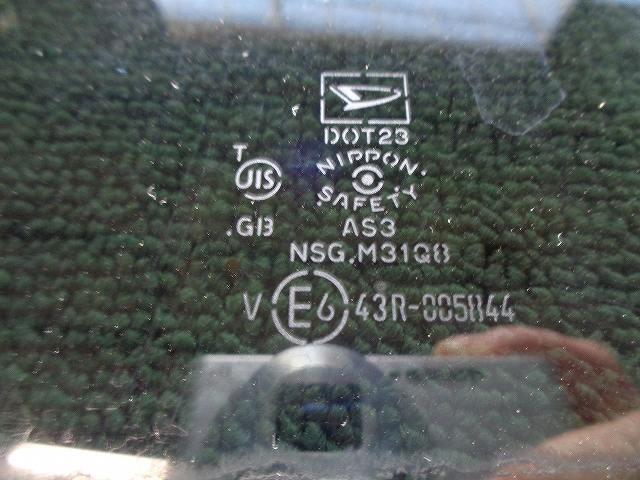 DOT23
T
JIS
NIPPON.
SAFETY
.GB
AS3
NSG.M31Q8
V E6 43R-005844